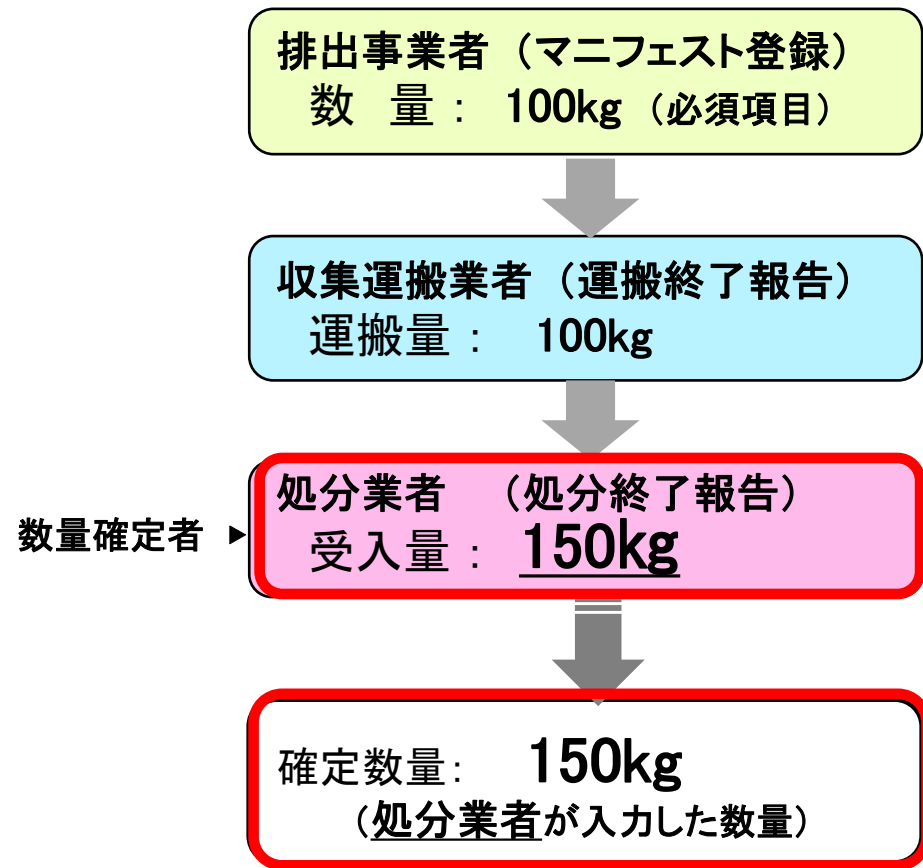 排出事業者（マニフェスト登録）
数　量： 100kg（必須項目）
収集運搬業者（運搬終了報告）
運搬量： 100kg
処分業者　（処分終了報告）
数量確定者
受入量： 150kg
確定数量： 150kg
（処分業者が入力した数量）